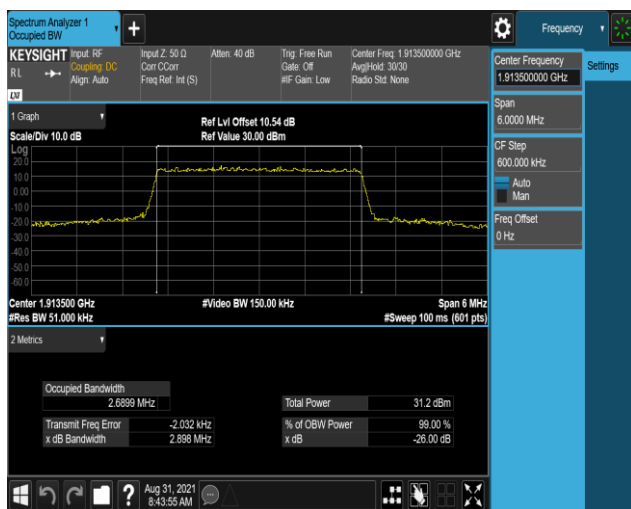 Spectrum Analyzer 1
Occupied BW
+
Frequency
KEYSIGHT
Input: RF
Coupling: DC
Align: Auto
R L
LXI
Input Z: 50 Ω
Corr CCorr
Freq Ref: Int (S)
Atten: 40 dB
Trig: Free Run
Gate: Off
#IF Gain: Low
Center Freq: 1.913500000 GHz
Avg|Hold: 30/30
Radio Std: None
Center Frequency
1.913500000 GHz
Settings
Span
6.0000 MHz
CF Step
600.000 kHz
Auto
Man
Freq Offset
0 Hz
1 Graph
Scale/Div 10.0 dB
Ref Lvl Offset 10.54 dB
Ref Value 30.00 dBm
Log
20.0
10.0
0.00
-10.0
-20.0
-30.0
-40.0
-50.0
-60.0
Center 1.913500 GHz
#Video BW 150.00 kHz
Span 6 MHz
#Res BW 51.000 kHz
#Sweep 100 ms (601 pts)
2 Metrics
Occupied Bandwidth
2.6899 MHz
Total Power 31.2 dBm
Transmit Freq Error -2.032 kHz
% of OBW Power 99.00 %
x dB Bandwidth 2.898 MHz
x dB -26.00 dB
?
Aug 31, 2021
8:43:55 AM